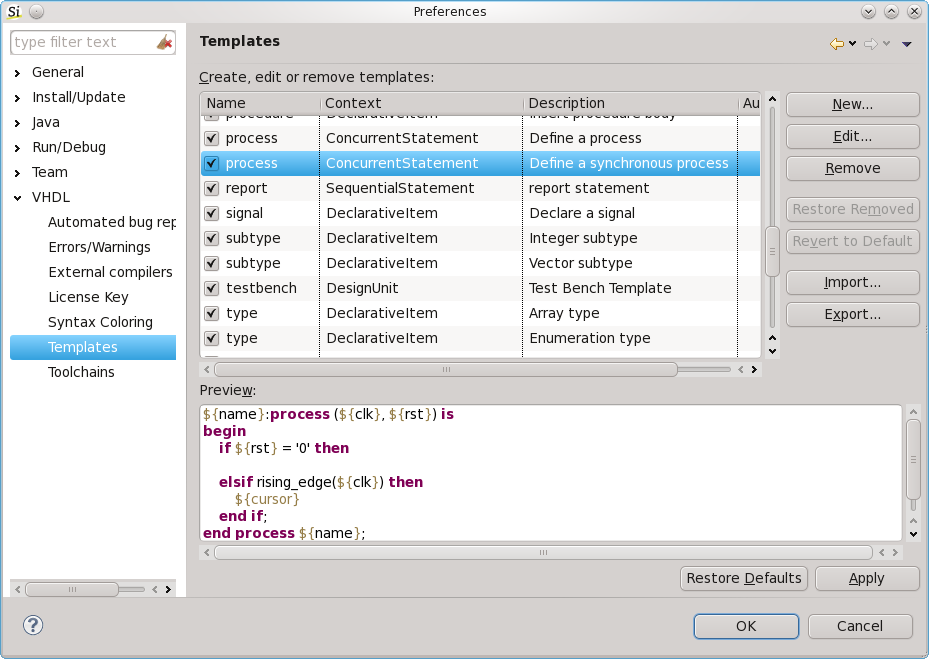 Si Preferences
type filter text
General
Install/Update
Java
Run/Debug
Team
VHDL
Automated bug rep
Errors/Warnings
External compilers
License Key
Syntax Coloring
Templates
Toolchains
Templates
Create, edit or remove templates:
Name Context Description Au
procedure DeclarativeItem Insert procedure body
process ConcurrentStatement Define a process
process ConcurrentStatement Define a synchronous process
report SequentialStatement report statement
signal DeclarativeItem Declare a signal
subtype DeclarativeItem Integer subtype
subtype DeclarativeItem Vector subtype
testbench DesignUnit Test Bench Template
type DeclarativeItem Array type
type DeclarativeItem Enumeration type
New...
Edit...
Remove
Restore Removed
Revert to Default
Import...
Export...
Preview:
${name}:process (${clk}, ${rst}) is
begin
if ${rst} = '0' then
elsif rising_edge(${clk}) then
${cursor}
end if;
end process ${name};
Restore Defaults Apply
? OK Cancel